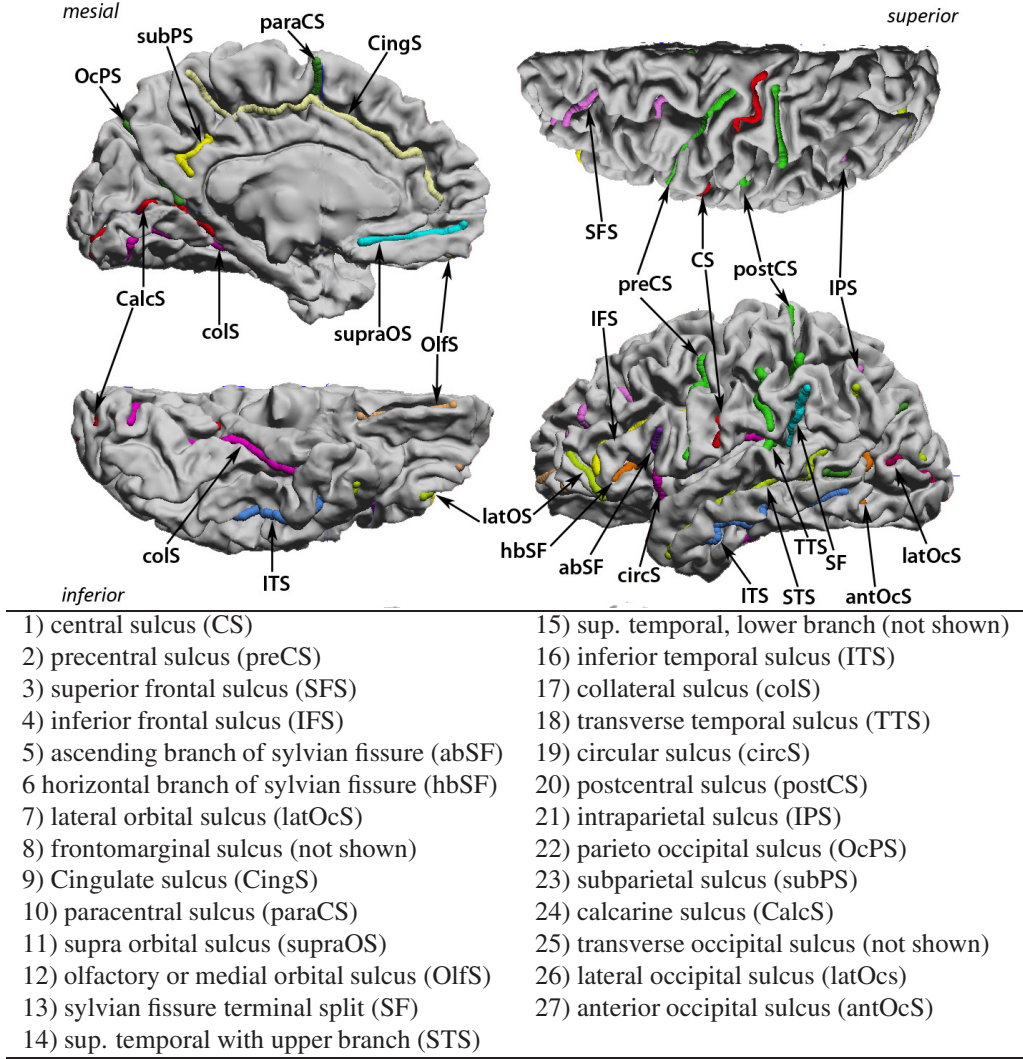 mesial
superior
paraCS
subPS
CingS
OcPS
SFS
CS
preCS
postCS
IPS
IFS
CalcS
colS
supraOS
OlfS
latOS
hbSF
abSF
circS
TTS
SF
latOcS
colS
ITS
ITS
STS
antOcS
inferior
1) central sulcus (CS)
2) precentral sulcus (preCS)
3) superior frontal sulcus (SFS)
4) inferior frontal sulcus (IFS)
5) ascending branch of sylvian fissure (abSF)
6 horizontal branch of sylvian fissure (hbSF)
7) lateral orbital sulcus (latOcS)
8) frontomarginal sulcus (not shown)
9) Cingulate sulcus (CingS)
10) paracentral sulcus (paraCS)
11) supra orbital sulcus (supraOS)
12) olfactory or medial orbital sulcus (OlfS)
13) sylvian fissure terminal split (SF)
14) sup. temporal with upper branch (STS)
15) sup. temporal, lower branch (not shown)
16) inferior temporal sulcus (ITS)
17) collateral sulcus (colS)
18) transverse temporal sulcus (TTS)
19) circular sulcus (circS)
20) postcentral sulcus (postCS)
21) intraparietal sulcus (IPS)
22) parieto occipital sulcus (OcPS)
23) subparietal sulcus (subPS)
24) calcarine sulcus (CalcS)
25) transverse occipital sulcus (not shown)
26) lateral occipital sulcus (latOcs)
27) anterior occipital sulcus (antOcS)